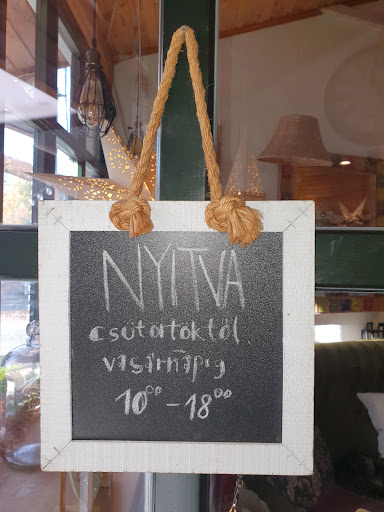 NYITVA
csütörtöktől
vasárnapig
10⁰⁰ - 18⁰⁰